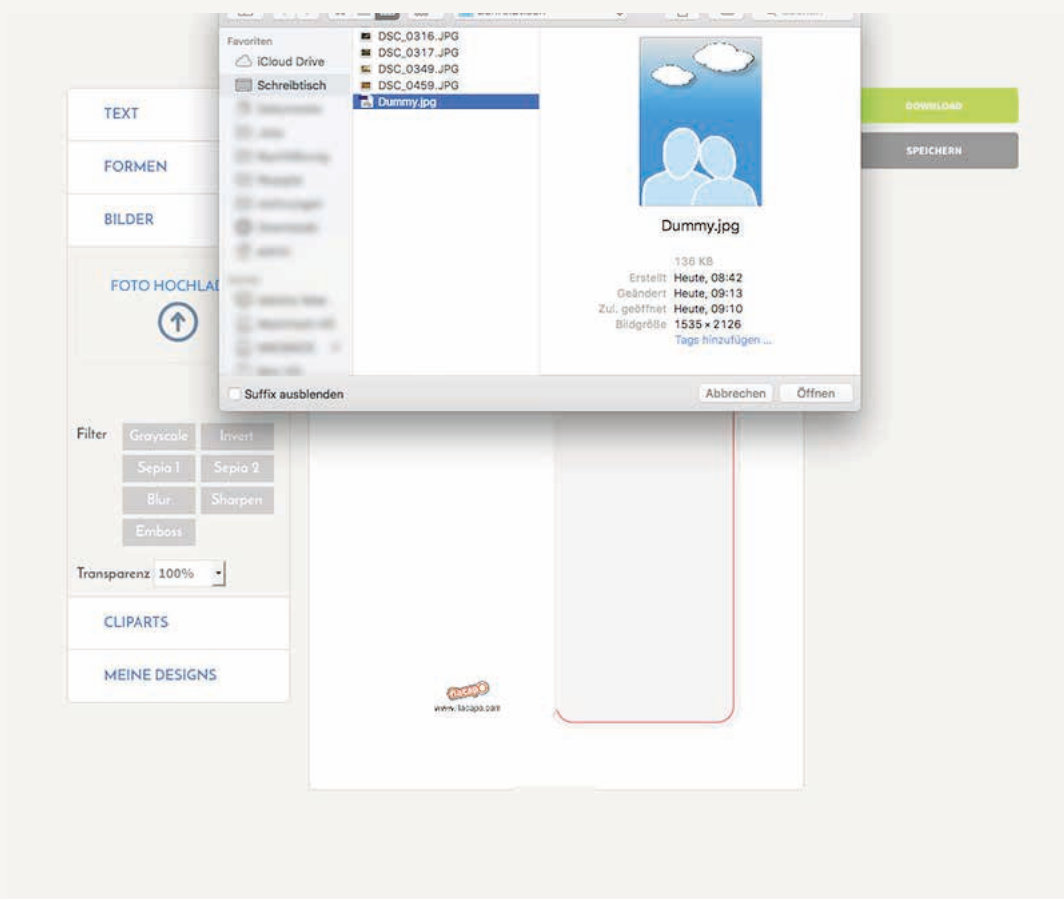 Favoriten
iCloud Drive
Schreibtisch
DSC_0316.JPG
DSC_0317.JPG
DSC_0349.JPG
DSC_0459.JPG
Dummy.jpg
Dummy.jpg
136 KB
Erstellt Heute, 08:42
Geändert Heute, 09:13
Zul. geöffnet Heute, 09:10
Bildgröße 1535 × 2126
Tags hinzufügen ...
Suffix ausblenden
Abbrechen
Öffnen
TEXT
FORMEN
BILDER
FOTO HOCHLA
Filter
Grayscale
Invert
Sepia 1
Sepia 2
Blur
Sharpen
Emboss
Transparenz 100%
CLIPARTS
MEINE DESIGNS
DOWNLOAD
SPEICHERN